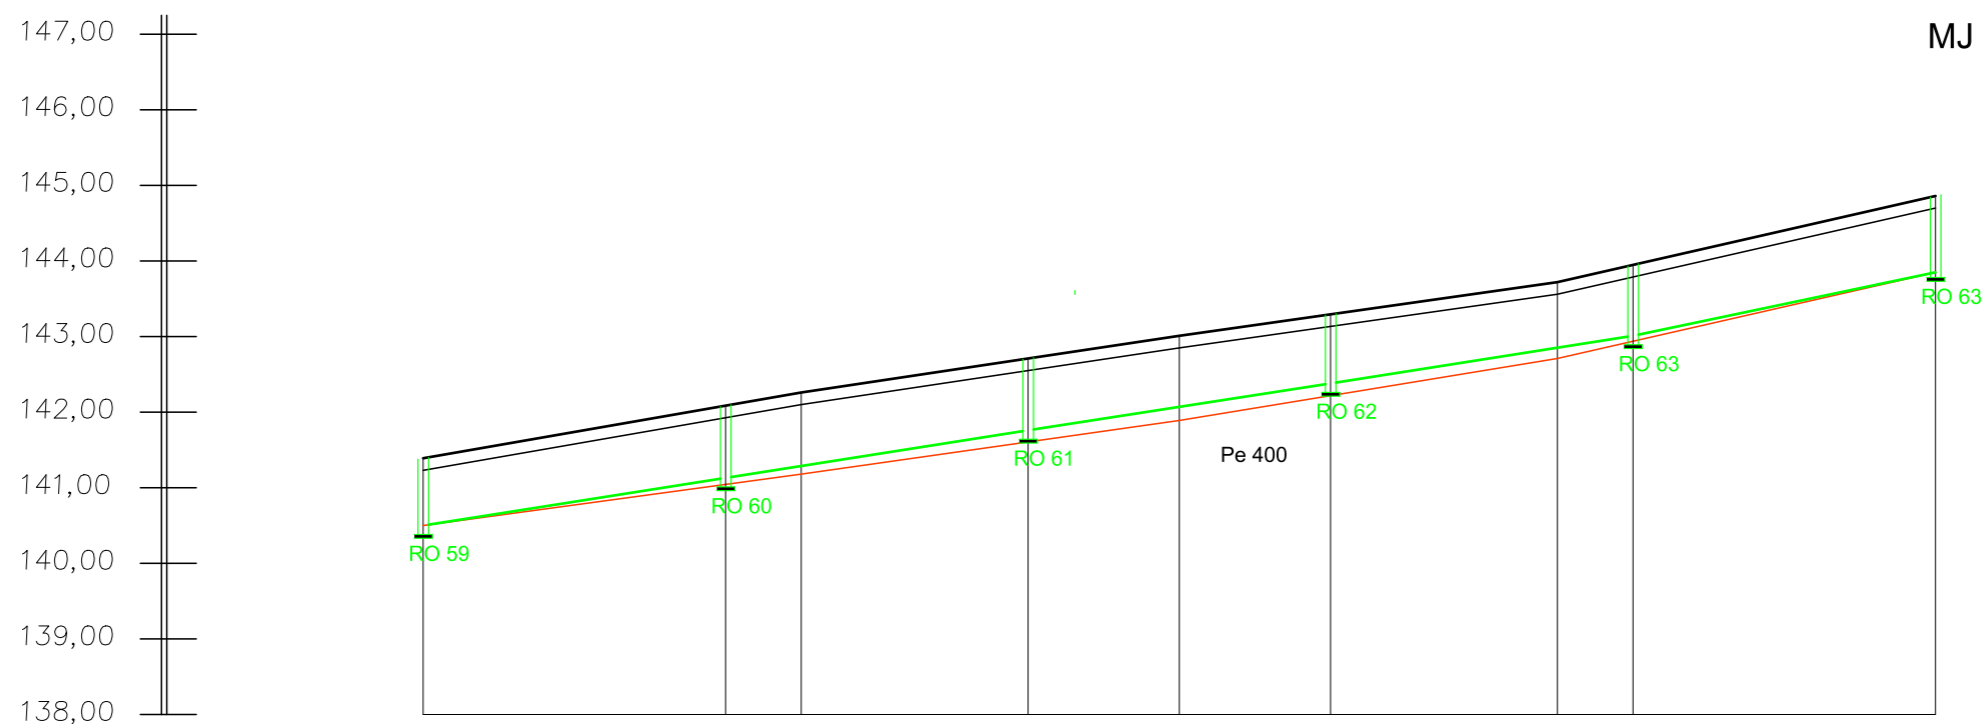 147,00
MJ
146,00
145,00
144,00
RO 63
143,00
RO 63
142,00
RO 62
RO 61
Pe 400
141,00
RO 60
RO 59
140,00
139,00
138,00